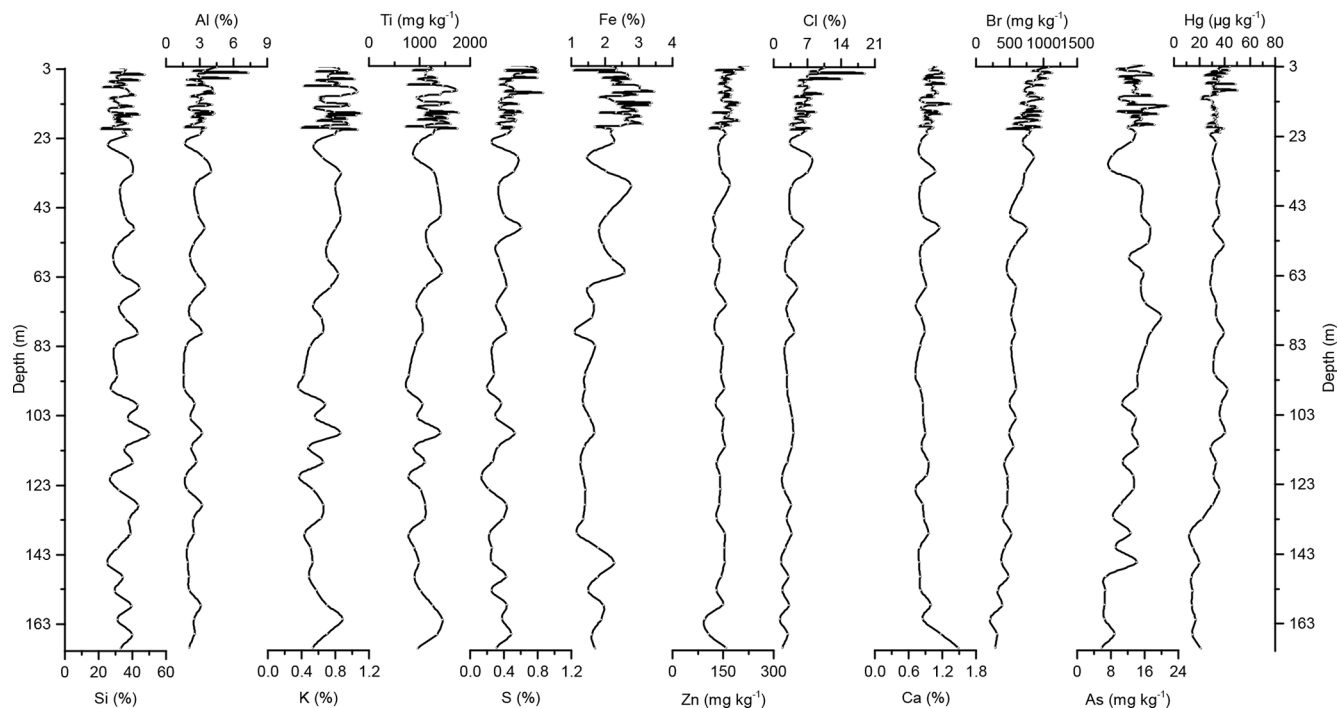 Al (%) Ti (mg kg⁻¹) Fe (%) Cl (%) Br (mg kg⁻¹) Hg (µg kg⁻¹)
0 3 6 9 0 1000 2000 1 2 3 4 0 7 14 21 0 500 1000 1500 0 20 40 60 80
3 3
23 23
43 43
63 63
83 83
Depth (m) Depth (m)
103 103
123 123
143 143
163 163
0 20 40 60 0.0 0.4 0.8 1.2 0.0 0.4 0.8 1.2 0 150 300 0.0 0.6 1.2 1.8 0 8 16 24
Si (%) K (%) S (%) Zn (mg kg⁻¹) Ca (%) As (mg kg⁻¹)